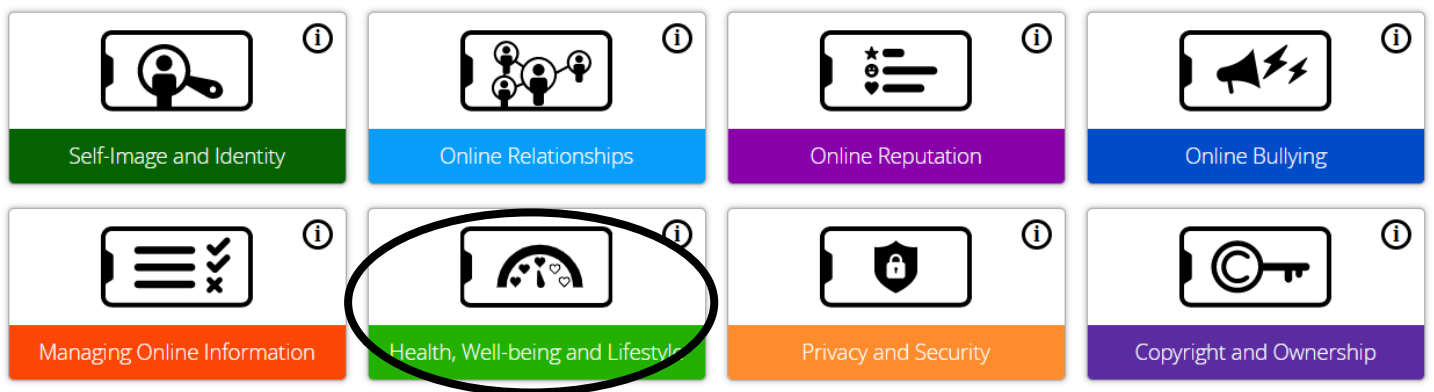 Self-Image and Identity
Online Relationships
Online Reputation
Online Bullying
Managing Online Information
Health, Well-being and Lifestyle
Privacy and Security
Copyright and Ownership